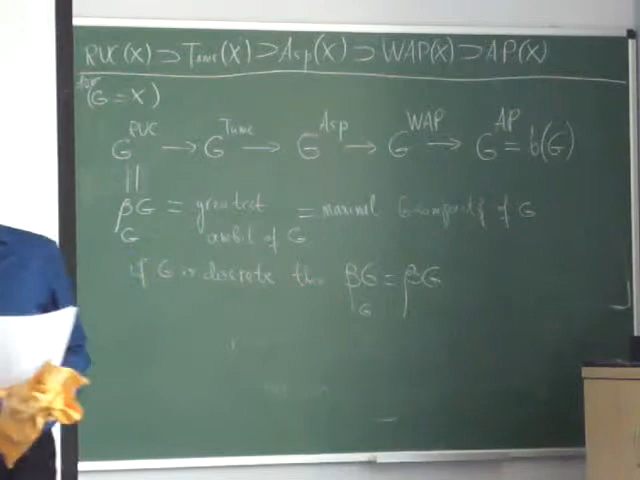 RUC(X) ⊃ Tame(X) ⊃ Asp(X) ⊃ WAP(X) ⊃ AP(X)
for (G = X)
G^RUC → G^Tame → G^Asp → G^WAP → G^AP = b(G)
||
β_G G = greatest ambit of G = maximal G-compactif of G
if G is discrete then β_G G = βG